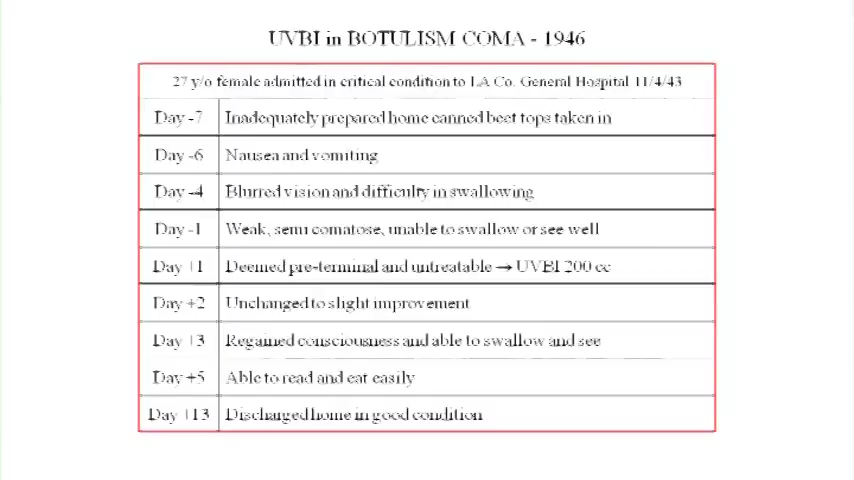 UVBI in BOTULISM COMA - 1946
27 y/o female admitted in critical condition to LA Co. General Hospital 11/4/43
Day -7 Inadequately prepared home canned beet tops taken in
Day -6 Nausea and vomiting
Day -4 Blurred vision and difficulty in swallowing
Day -1 Weak, semi comatose, unable to swallow or see well
Day +1 Deemed pre-terminal and untreatable → UVBI 200 cc
Day +2 Unchanged to slight improvement
Day +3 Regained consciousness and able to swallow and see
Day +5 Able to read and eat easily
Day +13 Discharged home in good condition